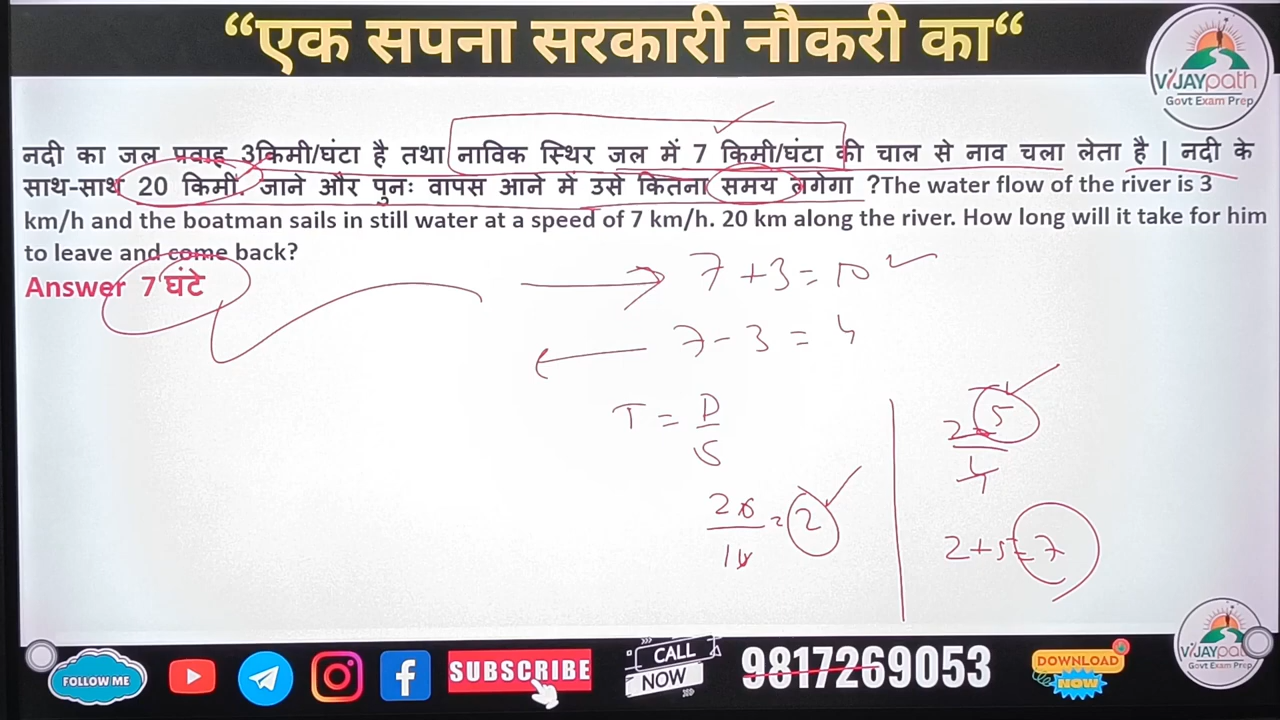 “एक सपना सरकारी नौकरी का“
VIJAYpath
Govt Exam Prep
नदी का जल प्रवाह 3किमी/घंटा है तथा नाविक स्थिर जल में 7 किमी/घंटा की चाल से नाव चला लेता है | नदी के
साथ-साथ 20 किमी. जाने और पुनः वापस आने में उसे कितना समय लगेगा ?The water flow of the river is 3
km/h and the boatman sails in still water at a speed of 7 km/h. 20 km along the river. How long will it take for him
to leave and come back?
Answer 7 घंटे
7 + 3 = 10
7 - 3 = 4
T = D/S
20/10 = 2
20/4
5
2+5=7
FOLLOW ME
SUBSCRIBE
CALL
NOW
9817269053
DOWNLOAD
NOW
VIJAYpath
Govt Exam Prep